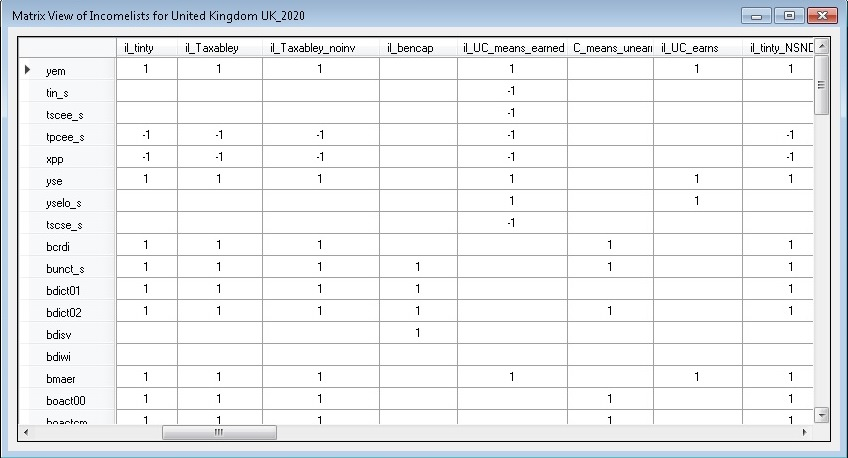 Matrix View of Incomelists for United Kingdom UK_2020
il_tinty il_Taxabley il_Taxabley_noinv il_bencap il_UC_means_earned C_means_unearn il_UC_earns il_tinty_NSND
yem 1 1 1 1 1 1
tin_s -1
tscee_s -1
tpcee_s -1 -1 -1 -1 -1
xpp -1 -1 -1 -1 -1
yse 1 1 1 1 1 1
yselo_s 1 1
tscse_s -1
bcrdi 1 1 1 1 1
bunct_s 1 1 1 1 1 1
bdict01 1 1 1 1 1
bdict02 1 1 1 1 1 1
bdisv 1
bdiwi
bmaer 1 1 1 1 1 1
boact00 1 1 1 1 1
boactcm 1 1 1 1 1